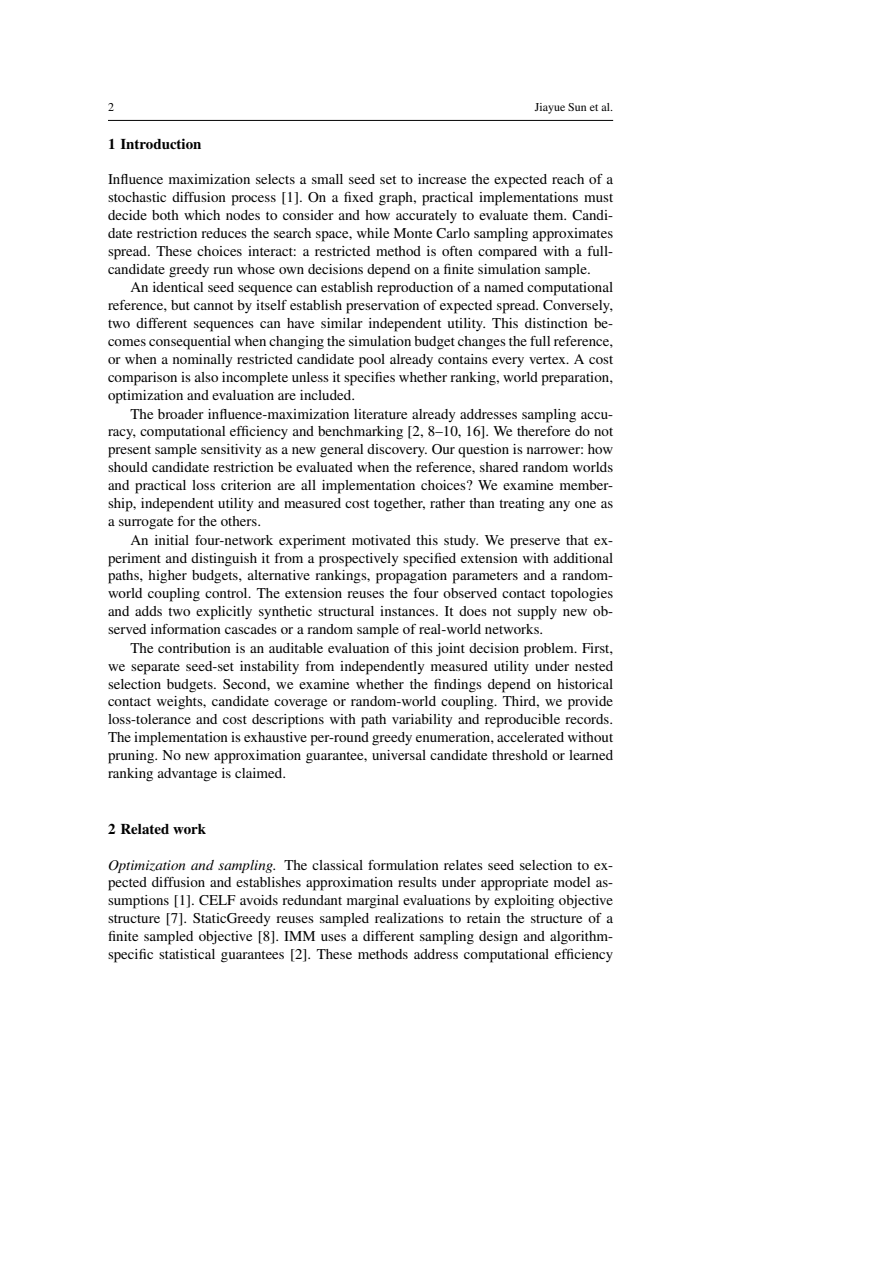 2 Jiayue Sun et al.
1 Introduction
Influence maximization selects a small seed set to increase the expected reach of a
stochastic diffusion process [1]. On a fixed graph, practical implementations must
decide both which nodes to consider and how accurately to evaluate them. Candi-
date restriction reduces the search space, while Monte Carlo sampling approximates
spread. These choices interact: a restricted method is often compared with a full-
candidate greedy run whose own decisions depend on a finite simulation sample.
An identical seed sequence can establish reproduction of a named computational
reference, but cannot by itself establish preservation of expected spread. Conversely,
two different sequences can have similar independent utility. This distinction be-
comes consequential when changing the simulation budget changes the full reference,
or when a nominally restricted candidate pool already contains every vertex. A cost
comparison is also incomplete unless it specifies whether ranking, world preparation,
optimization and evaluation are included.
The broader influence-maximization literature already addresses sampling accu-
racy, computational efficiency and benchmarking [2, 8–10, 16]. We therefore do not
present sample sensitivity as a new general discovery. Our question is narrower: how
should candidate restriction be evaluated when the reference, shared random worlds
and practical loss criterion are all implementation choices? We examine member-
ship, independent utility and measured cost together, rather than treating any one as
a surrogate for the others.
An initial four-network experiment motivated this study. We preserve that ex-
periment and distinguish it from a prospectively specified extension with additional
paths, higher budgets, alternative rankings, propagation parameters and a random-
world coupling control. The extension reuses the four observed contact topologies
and adds two explicitly synthetic structural instances. It does not supply new ob-
served information cascades or a random sample of real-world networks.
The contribution is an auditable evaluation of this joint decision problem. First,
we separate seed-set instability from independently measured utility under nested
selection budgets. Second, we examine whether the findings depend on historical
contact weights, candidate coverage or random-world coupling. Third, we provide
loss-tolerance and cost descriptions with path variability and reproducible records.
The implementation is exhaustive per-round greedy enumeration, accelerated without
pruning. No new approximation guarantee, universal candidate threshold or learned
ranking advantage is claimed.
2 Related work
Optimization and sampling. The classical formulation relates seed selection to ex-
pected diffusion and establishes approximation results under appropriate model as-
sumptions [1]. CELF avoids redundant marginal evaluations by exploiting objective
structure [7]. StaticGreedy reuses sampled realizations to retain the structure of a
finite sampled objective [8]. IMM uses a different sampling design and algorithm-
specific statistical guarantees [2]. These methods address computational efficiency